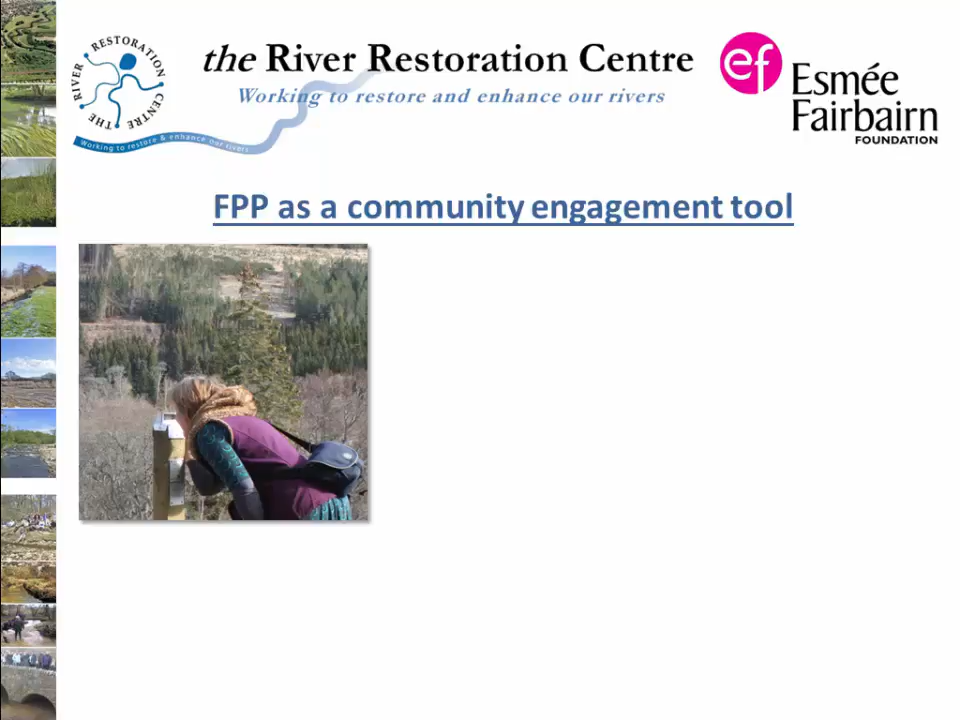 THE RIVER RESTORATION CENTRE
Working to restore & enhance our rivers
the River Restoration Centre
Working to restore and enhance our rivers
ef
Esmée
Fairbairn
FOUNDATION
FPP as a community engagement tool